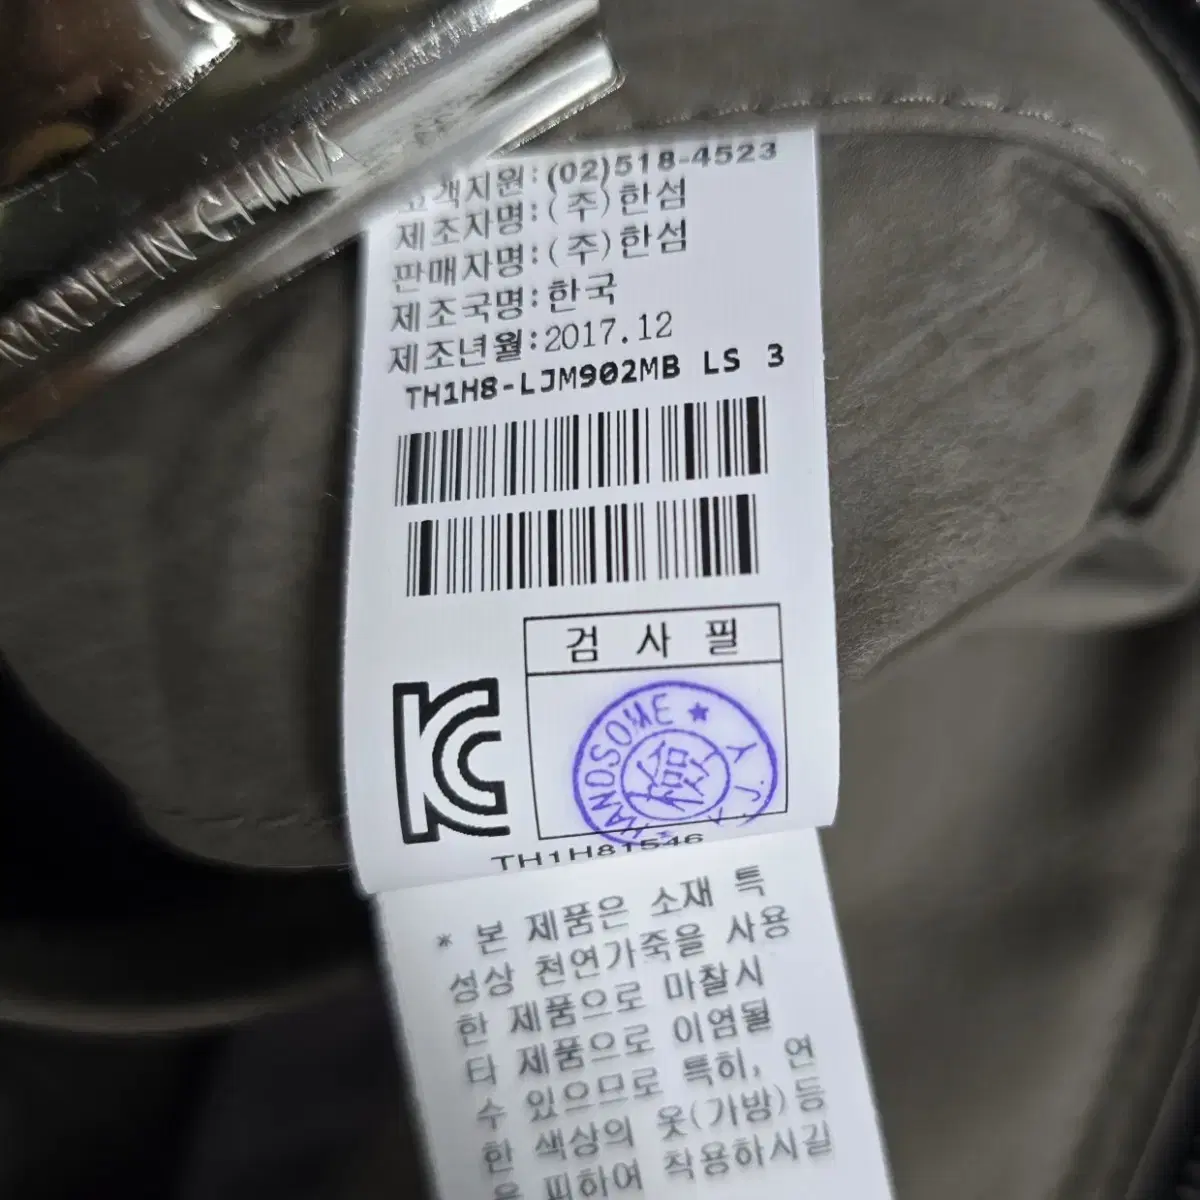 MADE IN CHINA
고객지원:(02)518-4523
제조자명:(주)한섬
판매자명:(주)한섬
제조국명:한국
제조년월:2017.12
TH1H8-LJM902MB LS 3
검 사 필
HANDSOME ★
J.Y
TH1H81546
* 본 제품은 소재 특
성상 천연가죽을 사용
한 제품으로 마찰시
타 제품으로 이염될
수 있으므로 특히, 연
한 색상의 옷(가방)등
을 피하여 착용하시길